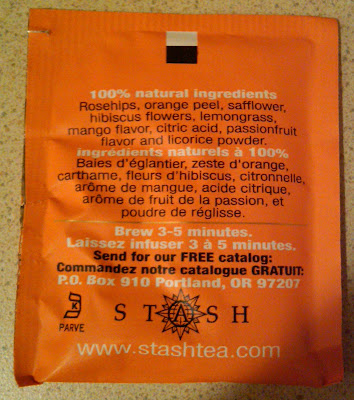 100% natural ingredients
Rosehips, orange peel, safflower,
hibiscus flowers, lemongrass,
mango flavor, citric acid, passionfruit
flavor and licorice powder.
ingrédients naturels à 100%
Baies d'églantier, zeste d'orange,
carthame, fleurs d'hibiscus, citronnelle,
arôme de mangue, acide citrique,
arôme de fruit de la passion, et
poudre de réglisse.
Brew 3-5 minutes.
Laissez infuser 3 à 5 minutes.
Send for our FREE catalog:
Commandez notre catalogue GRATUIT:
P.O. Box 910 Portland, OR 97207
K
PARVE
STASH
www.stashtea.com